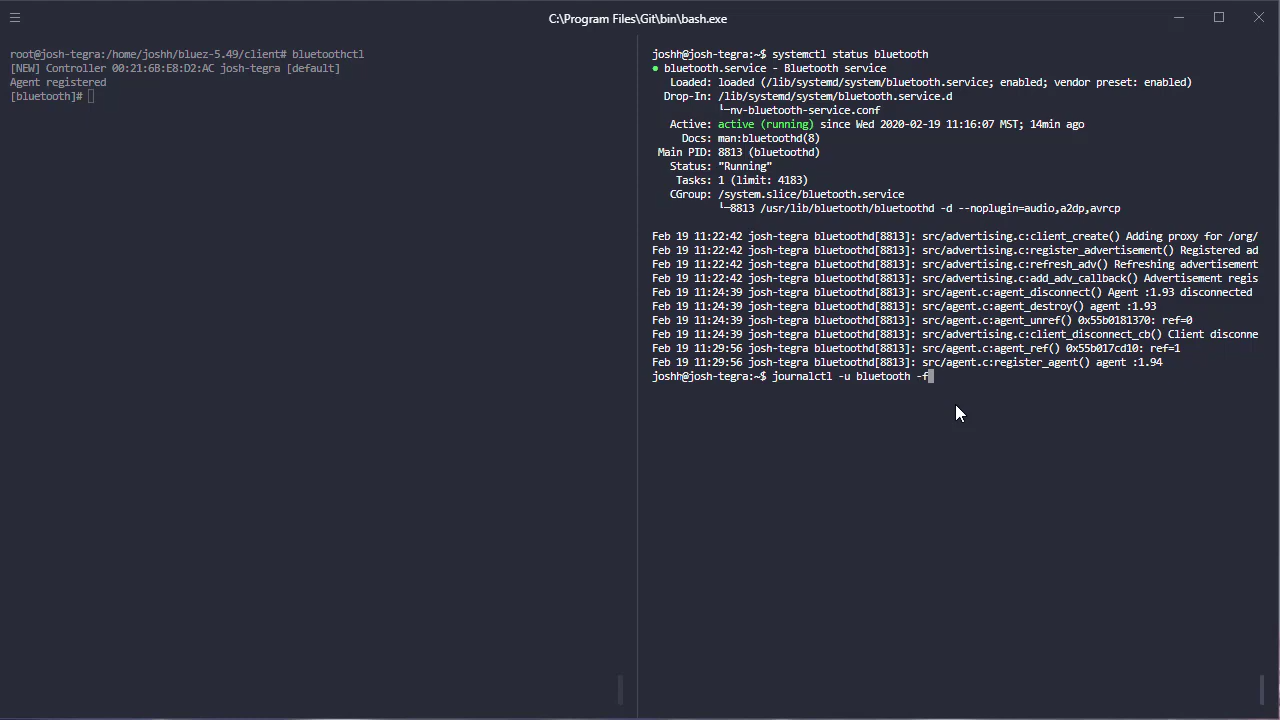 C:\Program Files\Git\bin\bash.exe
root@josh-tegra:/home/joshh/bluez-5.49/client# bluetoothctl
[NEW] Controller 00:21:6B:E8:D2:AC josh-tegra [default]
Agent registered
[bluetooth]#
joshh@josh-tegra:~$ systemctl status bluetooth
● bluetooth.service - Bluetooth service
   Loaded: loaded (/lib/systemd/system/bluetooth.service; enabled; vendor preset: enabled)
  Drop-In: /lib/systemd/system/bluetooth.service.d
           └─nv-bluetooth-service.conf
   Active: active (running) since Wed 2020-02-19 11:16:07 MST; 14min ago
     Docs: man:bluetoothd(8)
 Main PID: 8813 (bluetoothd)
   Status: "Running"
    Tasks: 1 (limit: 4183)
   CGroup: /system.slice/bluetooth.service
           └─8813 /usr/lib/bluetooth/bluetoothd -d --noplugin=audio,a2dp,avrcp
Feb 19 11:22:42 josh-tegra bluetoothd[8813]: src/advertising.c:client_create() Adding proxy for /org/
Feb 19 11:22:42 josh-tegra bluetoothd[8813]: src/advertising.c:register_advertisement() Registered ad
Feb 19 11:22:42 josh-tegra bluetoothd[8813]: src/advertising.c:refresh_adv() Refreshing advertisement
Feb 19 11:22:42 josh-tegra bluetoothd[8813]: src/advertising.c:add_adv_callback() Advertisement regis
Feb 19 11:24:39 josh-tegra bluetoothd[8813]: src/agent.c:agent_disconnect() Agent :1.93 disconnected
Feb 19 11:24:39 josh-tegra bluetoothd[8813]: src/agent.c:agent_destroy() agent :1.93
Feb 19 11:24:39 josh-tegra bluetoothd[8813]: src/agent.c:agent_unref() 0x55b0181370: ref=0
Feb 19 11:24:39 josh-tegra bluetoothd[8813]: src/advertising.c:client_disconnect_cb() Client disconne
Feb 19 11:29:56 josh-tegra bluetoothd[8813]: src/agent.c:agent_ref() 0x55b017cd10: ref=1
Feb 19 11:29:56 josh-tegra bluetoothd[8813]: src/agent.c:register_agent() agent :1.94
joshh@josh-tegra:~$ journalctl -u bluetooth -f